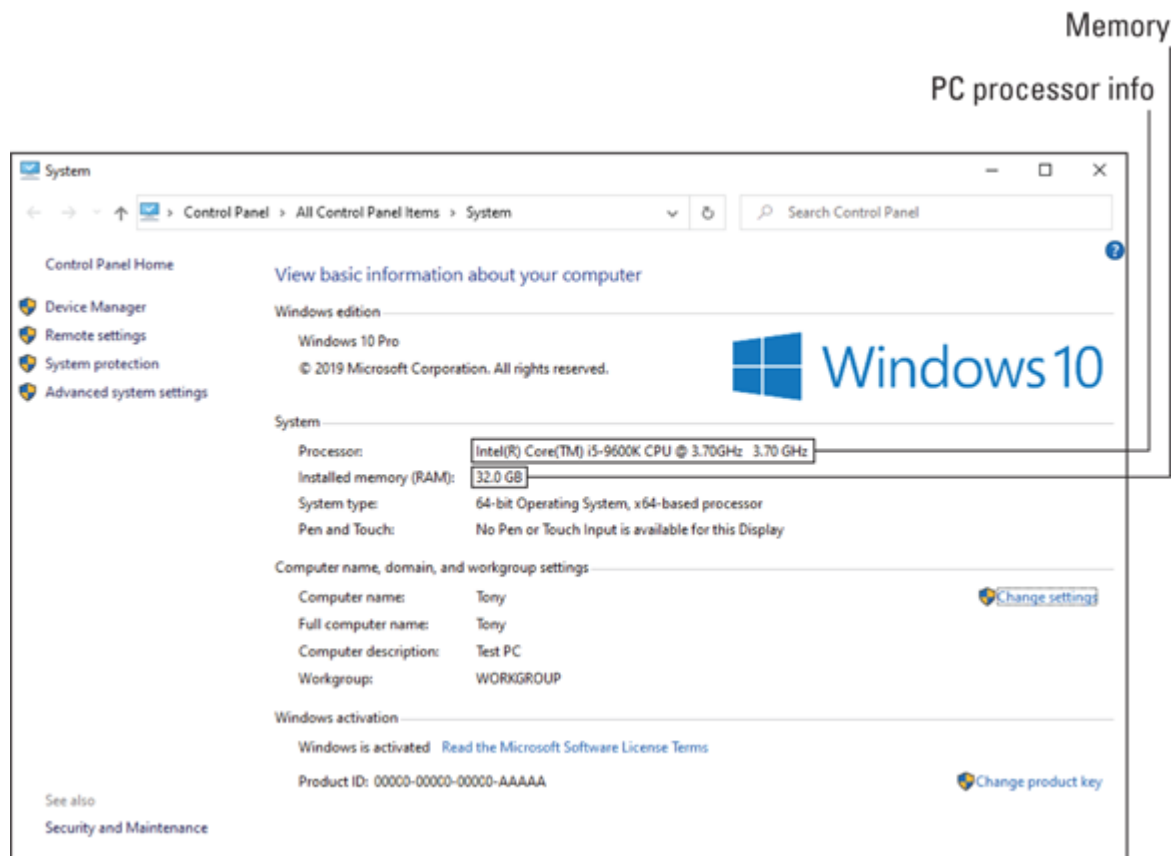 Memory
PC processor info
System
Control Panel > All Control Panel Items > System
Search Control Panel
Control Panel Home
Device Manager
Remote settings
System protection
Advanced system settings
View basic information about your computer
Windows edition
Windows 10 Pro
© 2019 Microsoft Corporation. All rights reserved.
Windows 10
System
Processor: Intel(R) Core(TM) i5-9600K CPU @ 3.70GHz 3.70 GHz
Installed memory (RAM): 32.0 GB
System type: 64-bit Operating System, x64-based processor
Pen and Touch: No Pen or Touch Input is available for this Display
Computer name, domain, and workgroup settings
Computer name: Tony
Change settings
Full computer name: Tony
Computer description: Test PC
Workgroup: WORKGROUP
Windows activation
Windows is activated Read the Microsoft Software License Terms
Product ID: 00000-00000-00000-AAAAA
Change product key
See also
Security and Maintenance